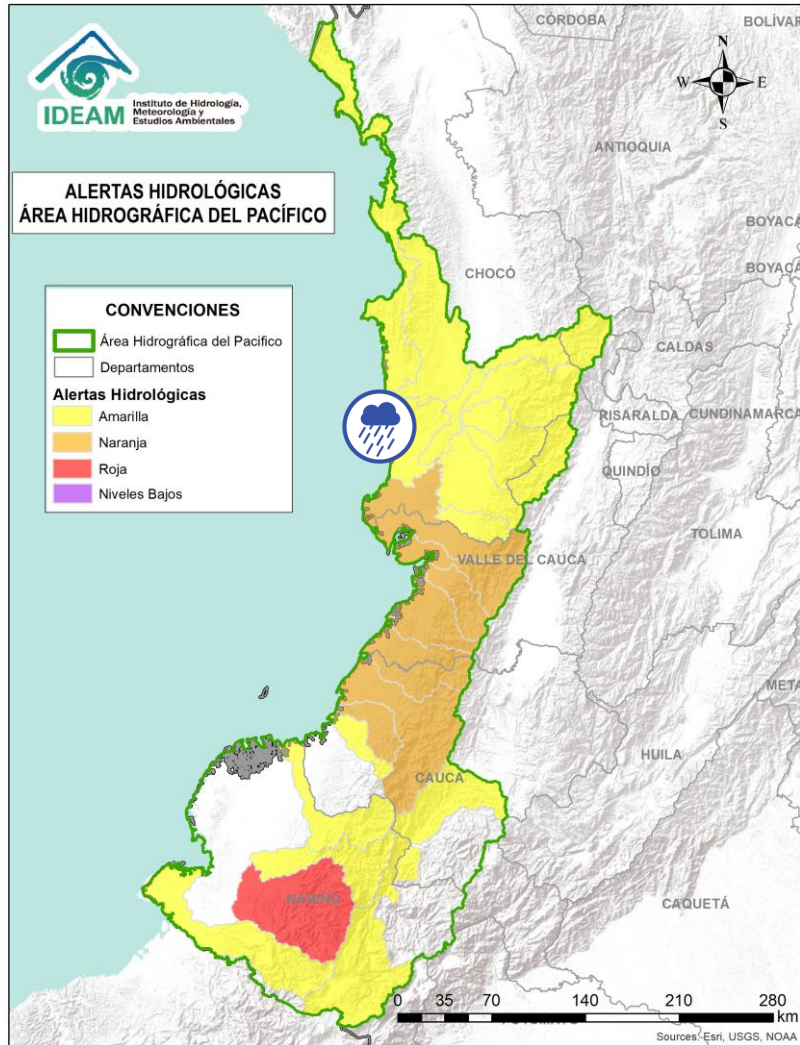 IDEAM
Instituto de Hidrología,
Meteorología y
Estudios Ambientales
ALERTAS HIDROLÓGICAS
ÁREA HIDROGRÁFICA DEL PACÍFICO
CONVENCIONES
Área Hidrográfica del Pacifico
Departamentos
Alertas Hidrológicas
Amarilla
Naranja
Roja
Niveles Bajos
N
W
E
S
CÓRDOBA
BOLÍVAR
ANTIOQUIA
BOYACÁ
CHOCÓ
BOYACÁ
CALDAS
RISARALDA
CUNDINAMARCA
QUINDÍO
TOLIMA
VALLE DEL CAUCA
META
HUILA
CAUCA
NARIÑO
CAQUETÁ
0 35 70 140 210 280
km
Sources: Esri, USGS, NOAA